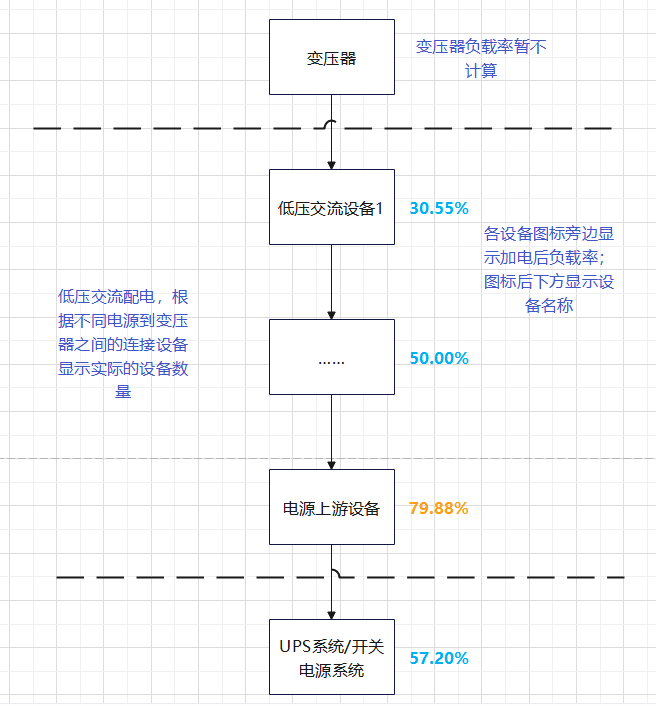 变压器
变压器负载率暂不
计算
低压交流设备1
30.55%
各设备图标旁边显
示加电后负载率；
图标后下方显示设
备名称
低压交流配电，根
据不同电源到变压
器之间的连接设备
显示实际的设备数
量
……
50.00%
电源上游设备
79.88%
UPS系统/开关
电源系统
57.20%